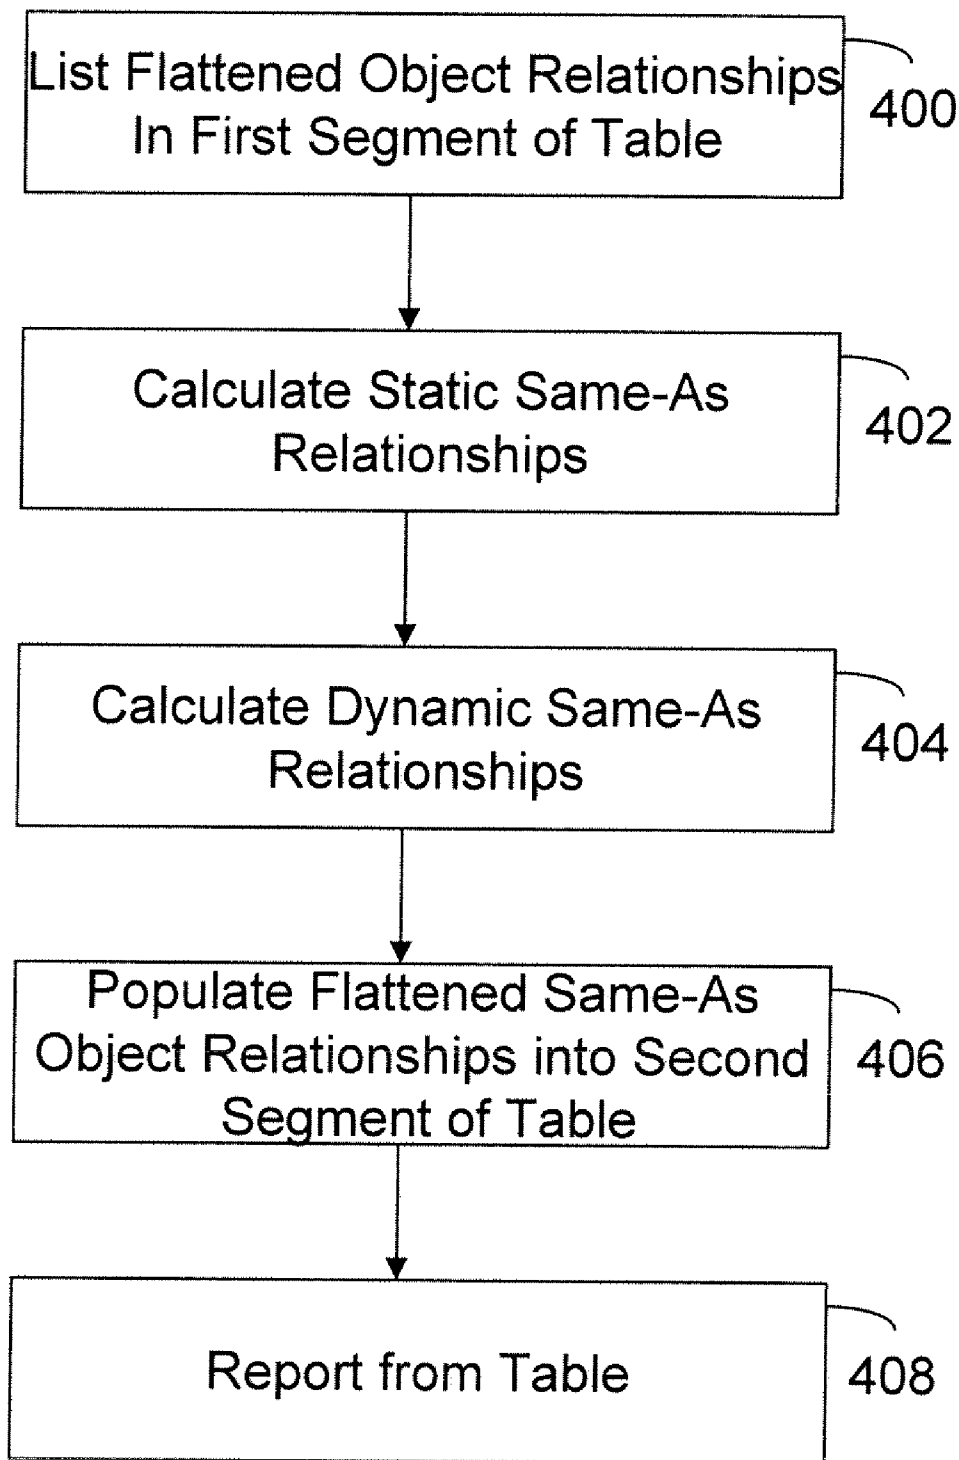 List Flattened Object Relationships
In First Segment of Table
400
Calculate Static Same-As
Relationships
402
Calculate Dynamic Same-As
Relationships
404
Populate Flattened Same-As
Object Relationships into Second
Segment of Table
406
Report from Table
408